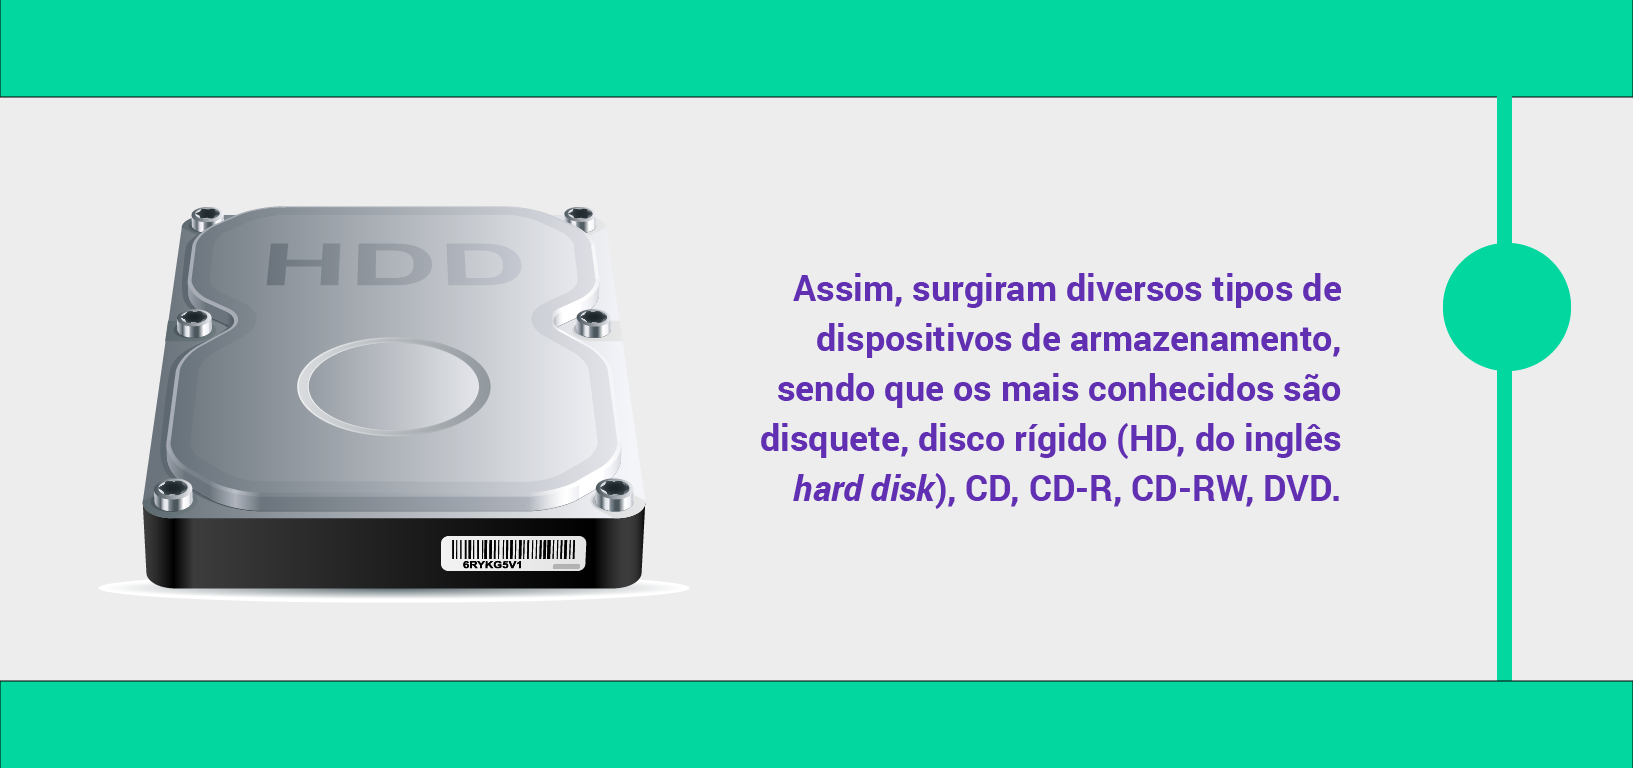 HDD
6RYKG5V1
Assim, surgiram diversos tipos de
dispositivos de armazenamento,
sendo que os mais conhecidos são
disquete, disco rígido (HD, do inglês
hard disk), CD, CD-R, CD-RW, DVD.